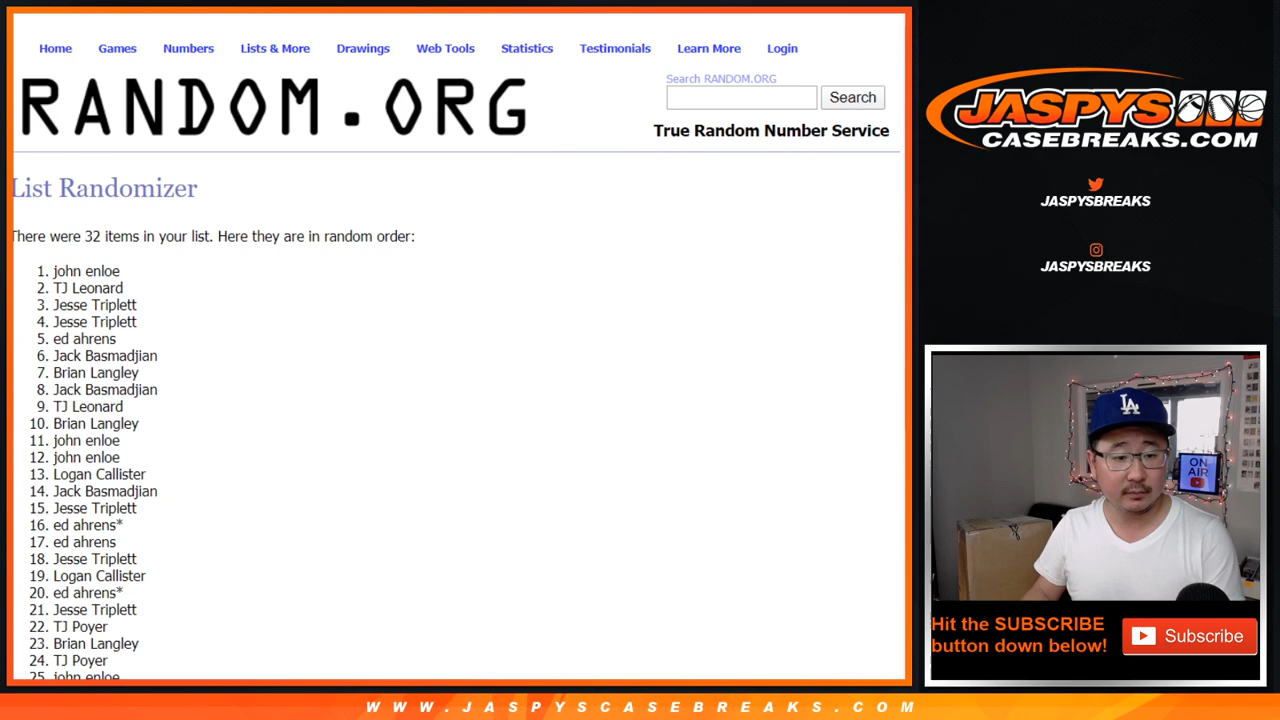 Home Games Numbers Lists & More Drawings Web Tools Statistics Testimonials Learn More Login
RANDOM.ORG
Search RANDOM.ORG
Search
True Random Number Service
List Randomizer
There were 32 items in your list. Here they are in random order:
1. john enloe
2. TJ Leonard
3. Jesse Triplett
4. Jesse Triplett
5. ed ahrens
6. Jack Basmadjian
7. Brian Langley
8. Jack Basmadjian
9. TJ Leonard
10. Brian Langley
11. john enloe
12. john enloe
13. Logan Callister
14. Jack Basmadjian
15. Jesse Triplett
16. ed ahrens*
17. ed ahrens
18. Jesse Triplett
19. Logan Callister
20. ed ahrens*
21. Jesse Triplett
22. TJ Poyer
23. Brian Langley
24. TJ Poyer
25. john enloe
JASPYS
CASEBREAKS.COM
JASPYSBREAKS
JASPYSBREAKS
LA
ON
AIR
Hit the SUBSCRIBE
button down below!
Subscribe
WWW.JASPYSCASEBREAKS.COM